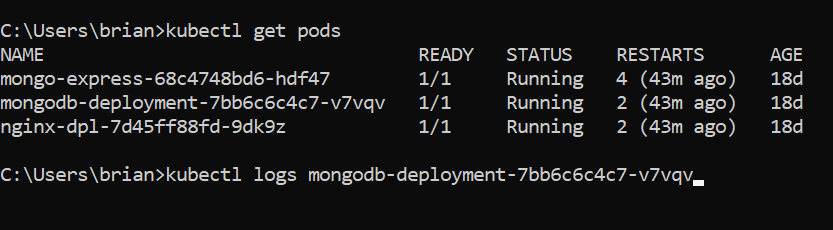 C:\Users\brian>kubectl get pods
NAME READY STATUS RESTARTS AGE
mongo-express-68c4748bd6-hdf47 1/1 Running 4 (43m ago) 18d
mongodb-deployment-7bb6c6c4c7-v7vqv 1/1 Running 2 (43m ago) 18d
nginx-dpl-7d45ff88fd-9dk9z 1/1 Running 2 (43m ago) 18d
C:\Users\brian>kubectl logs mongodb-deployment-7bb6c6c4c7-v7vqv